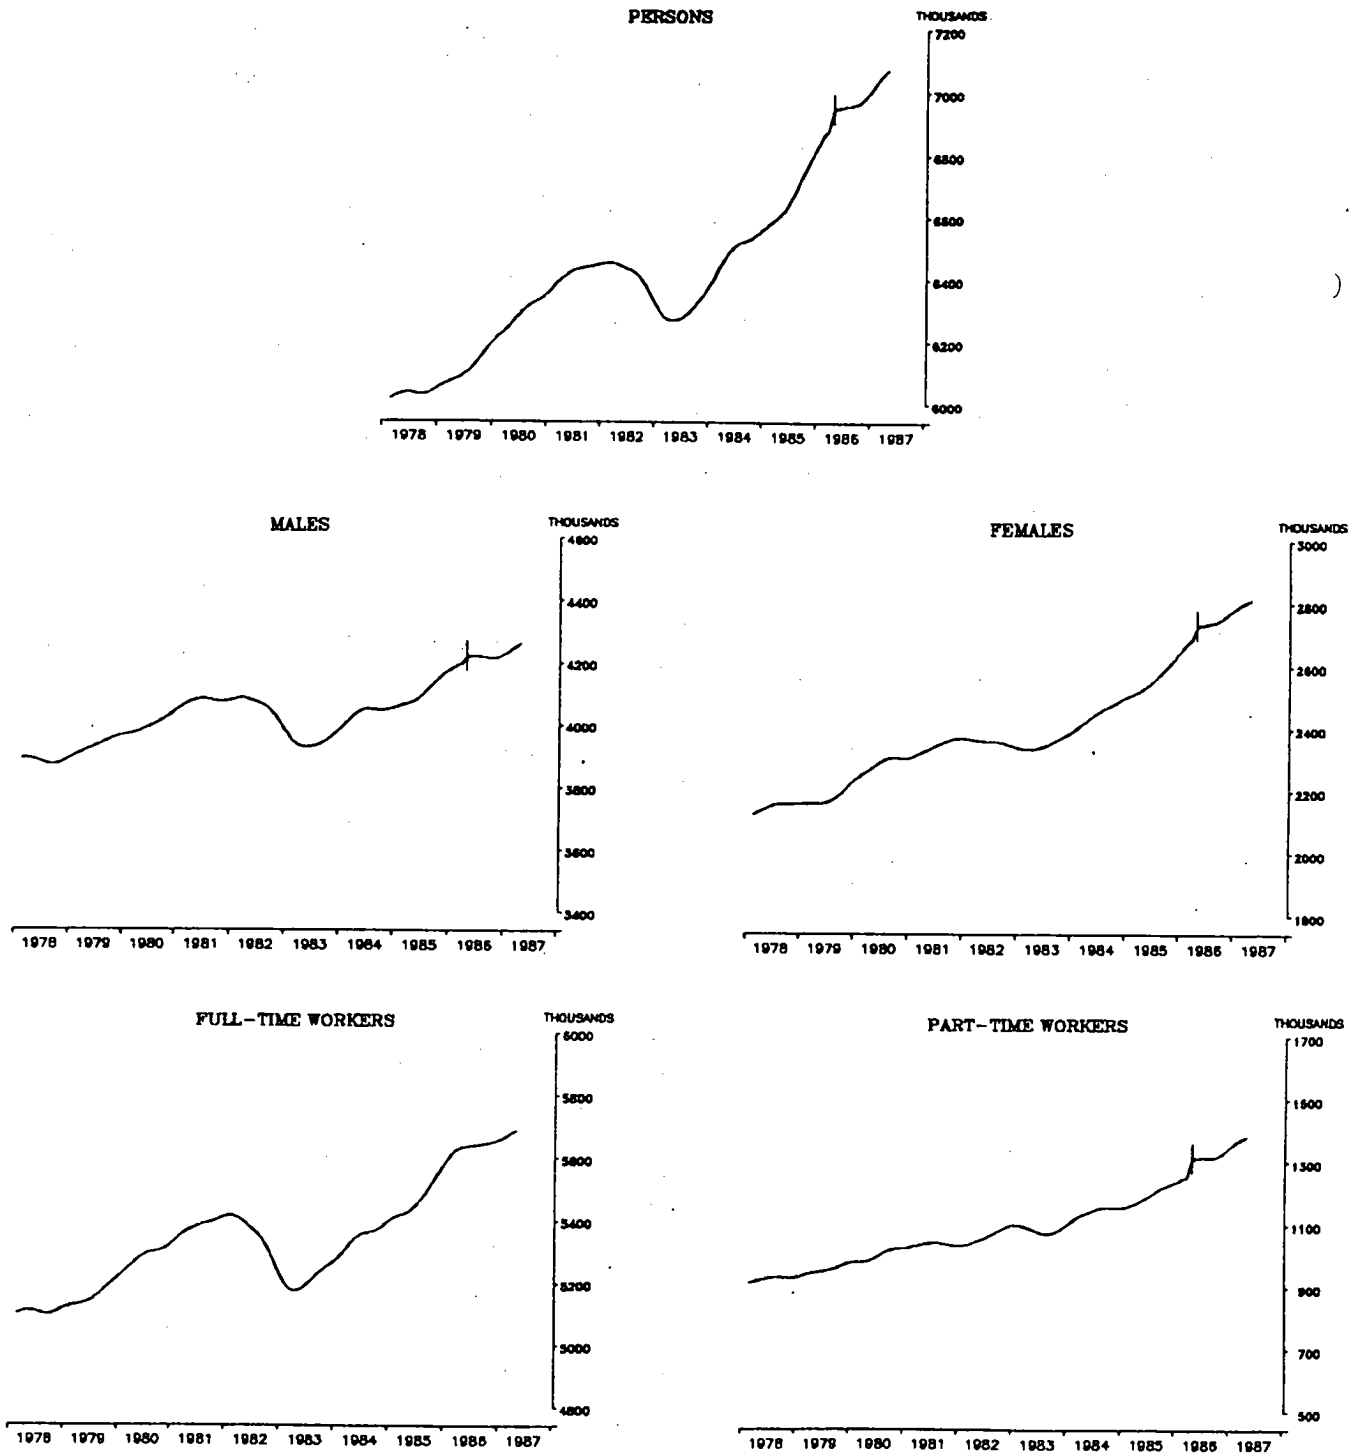 PERSONS
THOUSANDS
7200
7000
6800
6600
6400
6200
6000
1978 1979 1980 1981 1982 1983 1984 1985 1986 1987
MALES
THOUSANDS
4600
4400
4200
4000
3800
3600
3400
1978 1979 1980 1981 1982 1983 1984 1985 1986 1987
FEMALES
THOUSANDS
3000
2800
2600
2400
2200
2000
1800
1978 1979 1980 1981 1982 1983 1984 1985 1986 1987
FULL-TIME WORKERS
THOUSANDS
6000
5800
5600
5400
5200
5000
4800
1978 1979 1980 1981 1982 1983 1984 1985 1986 1987
PART-TIME WORKERS
THOUSANDS
1700
1500
1300
1100
900
700
500
1978 1979 1980 1981 1982 1983 1984 1985 1986 1987